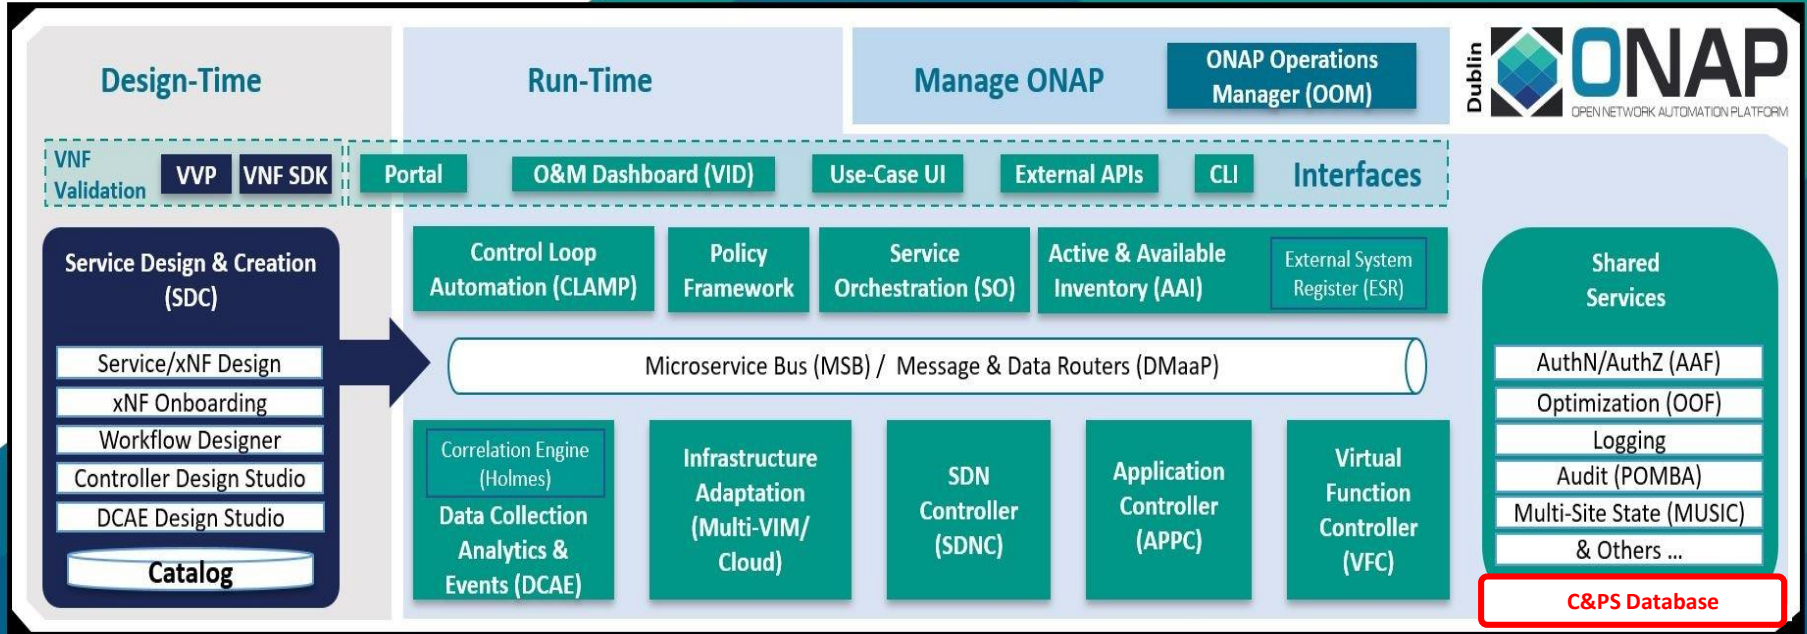 Design-Time
Run-Time
Manage ONAP
ONAP Operations
Manager (OOM)
Dublin
ONAP
OPEN NETWORK AUTOMATION PLATFORM
VNF
Validation
VVP
VNF SDK
Portal
O&M Dashboard (VID)
Use-Case UI
External APIs
CLI
Interfaces
Service Design & Creation
(SDC)
Service/xNF Design
xNF Onboarding
Workflow Designer
Controller Design Studio
DCAE Design Studio
Catalog
Control Loop
Automation (CLAMP)
Policy
Framework
Service
Orchestration (SO)
Active & Available
Inventory (AAI)
External System
Register (ESR)
Microservice Bus (MSB) / Message & Data Routers (DMaaP)
Correlation Engine
(Holmes)
Data Collection
Analytics &
Events (DCAE)
Infrastructure
Adaptation
(Multi-VIM/
Cloud)
SDN
Controller
(SDNC)
Application
Controller
(APPC)
Virtual
Function
Controller
(VFC)
Shared
Services
AuthN/AuthZ (AAF)
Optimization (OOF)
Logging
Audit (POMBA)
Multi-Site State (MUSIC)
& Others ...
C&PS Database